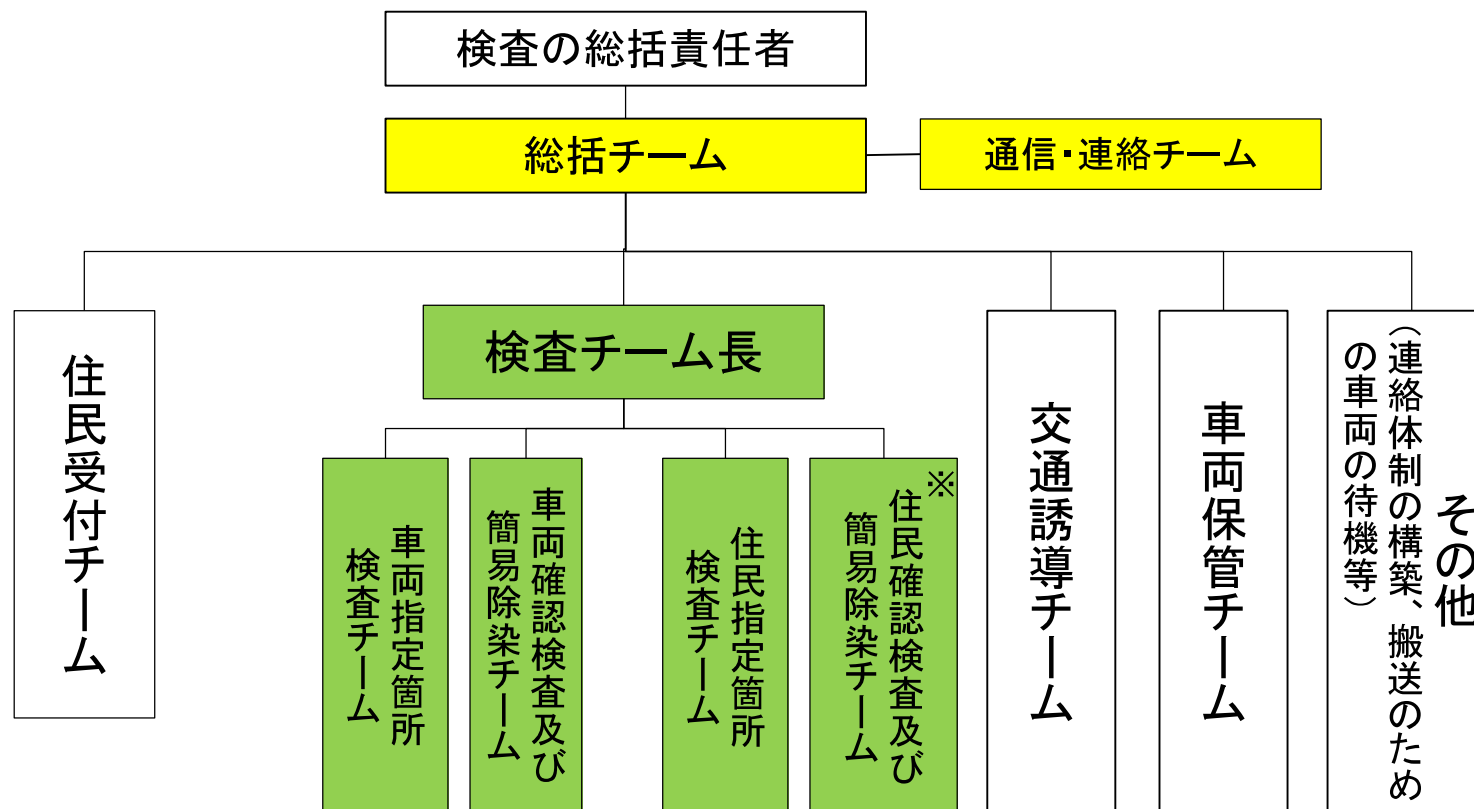 検査の総括責任者
総括チーム
通信・連絡チーム
住民受付チーム
検査チーム長
車両指定箇所
検査チーム
車両確認検査及び
簡易除染チーム
住民指定箇所
検査チーム
※
住民確認検査及び
簡易除染チーム
交通誘導チーム
車両保管チーム
その他
（連絡体制の構築、搬送のため
の車両の待機等）